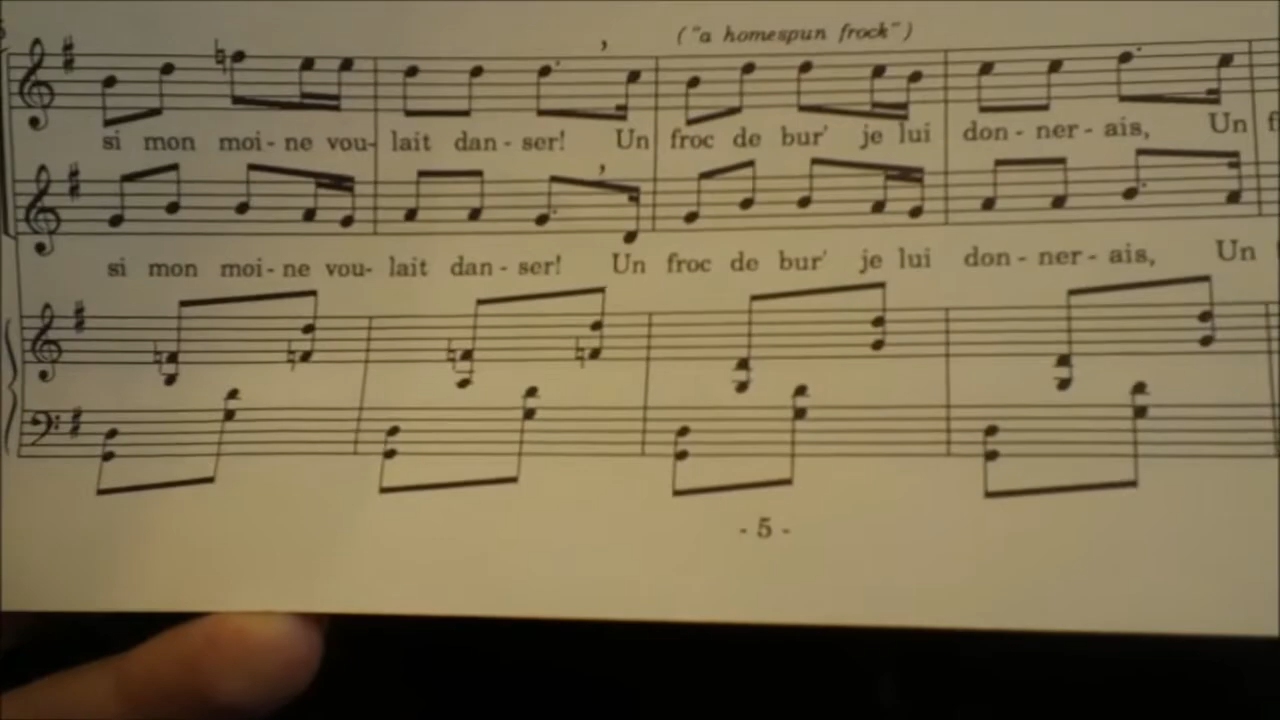 ("a homespun frock")
si mon moi - ne vou- lait dan - ser! Un froc de bur' je lui don - ner - ais, Un
si mon moi - ne vou- lait dan - ser! Un froc de bur' je lui don - ner - ais, Un
- 5 -